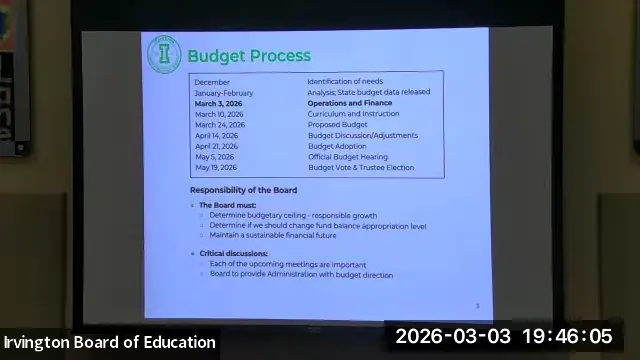 Budget Process
December Identification of needs
January-February Analysis; State budget data released
March 3, 2026 Operations and Finance
March 10, 2026 Curriculum and Instruction
March 24, 2026 Proposed Budget
April 14, 2026 Budget Discussion/Adjustments
April 21, 2026 Budget Adoption
May 5, 2026 Official Budget Hearing
May 19, 2026 Budget Vote & Trustee Election
Responsibility of the Board
The Board must:
Determine budgetary ceiling - responsible growth
Determine if we should change fund balance appropriation level
Maintain a sustainable financial future
Critical discussions:
Each of the upcoming meetings are important
Board to provide Administration with budget direction
3
Irvington Board of Education
2026-03-03 19:46:05